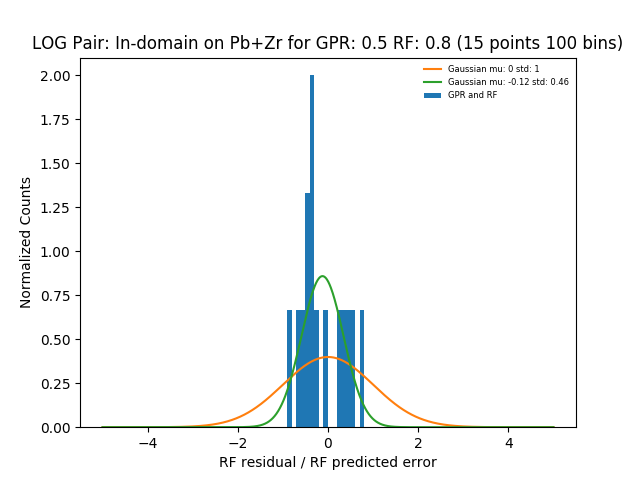 LOG Pair: In-domain on Pb+Zr for GPR: 0.5 RF: 0.8 (15 points 100 bins)
Gaussian mu: 0 std: 1
Gaussian mu: -0.12 std: 0.46
GPR and RF
Normalized Counts
2.00
1.75
1.50
1.25
1.00
0.75
0.50
0.25
0.00
−4 −2 0 2 4
RF residual / RF predicted error